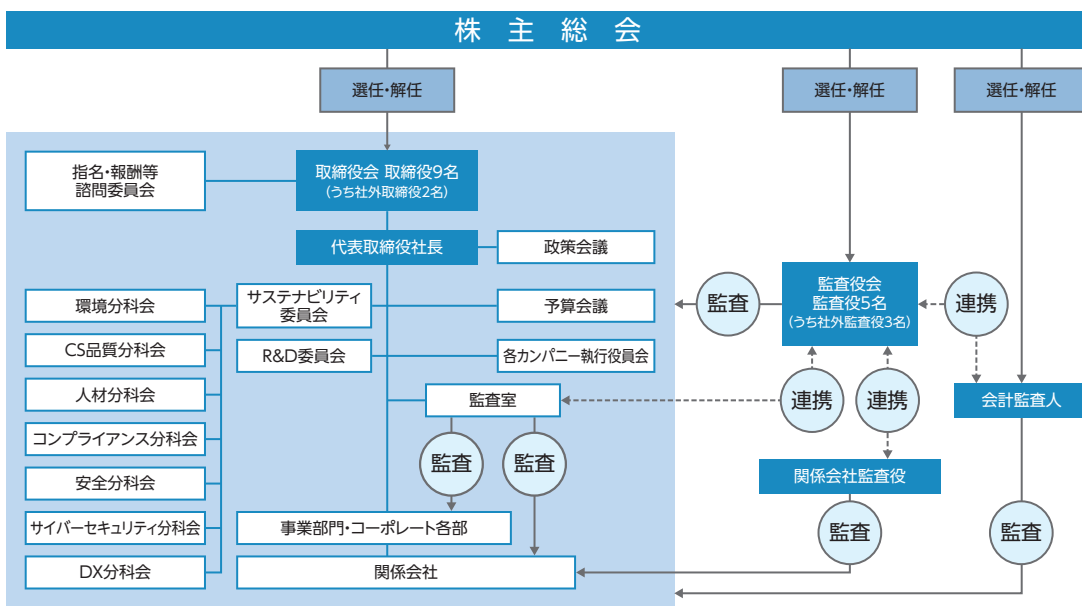 株主総会
選任・解任
選任・解任
選任・解任
指名・報酬等
諮問委員会
取締役会 取締役9名
(うち社外取締役2名)
代表取締役社長
政策会議
環境分科会
CS品質分科会
人材分科会
コンプライアンス分科会
安全分科会
サイバーセキュリティ分科会
DX分科会
サステナビリティ
委員会
予算会議
R&D委員会
各カンパニー執行役員会
監査室
監査
監査
事業部門・コーポレート各部
関係会社
監査
監査役会
監査役5名
(うち社外監査役3名)
連携
連携
連携
会計監査人
関係会社監査役
監査
監査